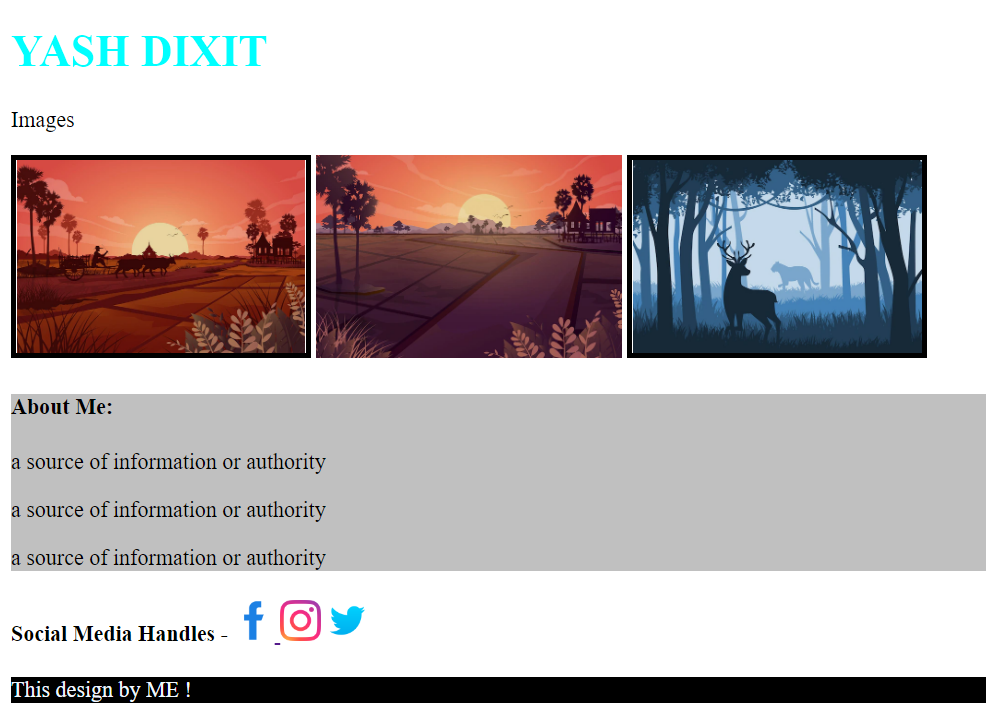 YASH DIXIT
Images
About Me:
a source of information or authority
a source of information or authority
a source of information or authority
Social Media Handles -
This design by ME !